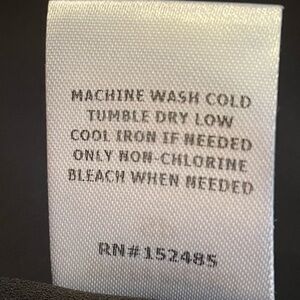 MACHINE WASH COLD
TUMBLE DRY LOW
COOL IRON IF NEEDED
ONLY NON-CHLORINE
BLEACH WHEN NEEDED
RN#152485